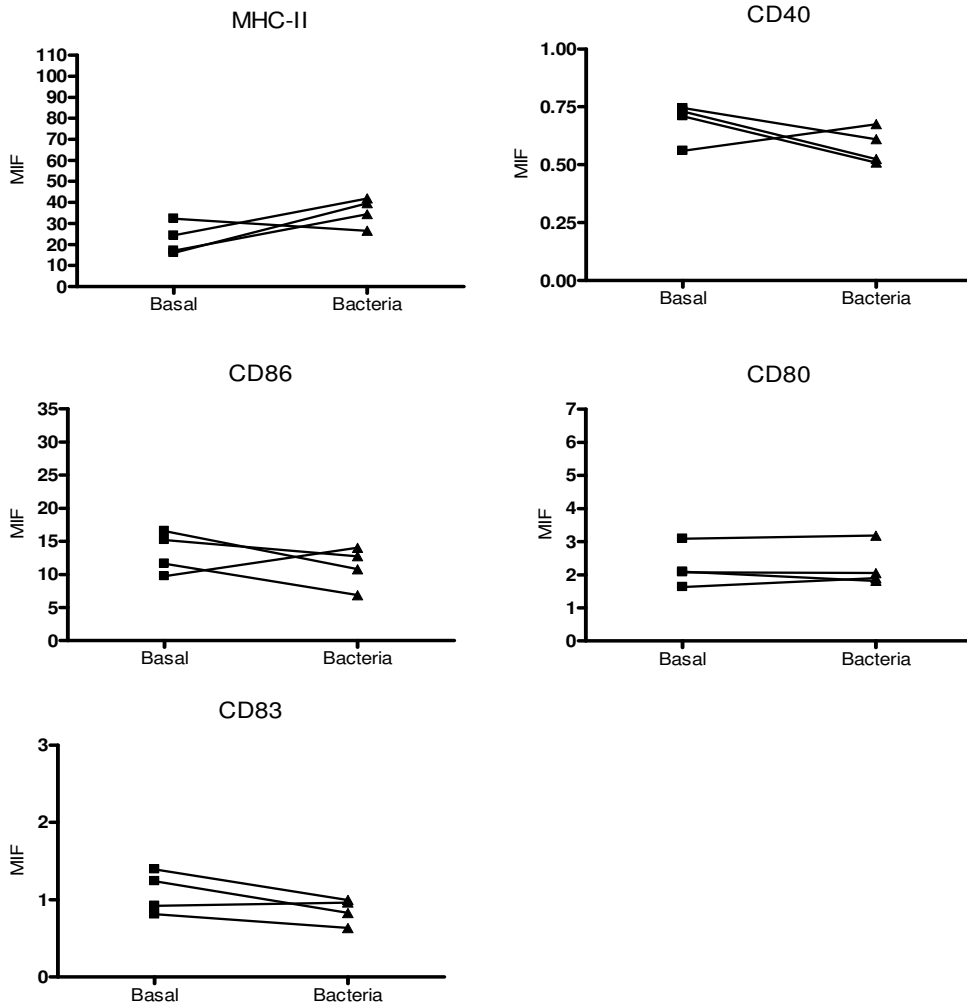 MHC-II
110
100
90
80
70
60
50
40
30
20
10
0
MIF
Basal
Bacteria
CD40
1.00
0.75
0.50
0.25
0.00
MIF
Basal
Bacteria
CD86
35
30
25
20
15
10
5
0
MIF
Basal
Bacteria
CD80
7
6
5
4
3
2
1
0
MIF
Basal
Bacteria
CD83
3
2
1
0
MIF
Basal
Bacteria